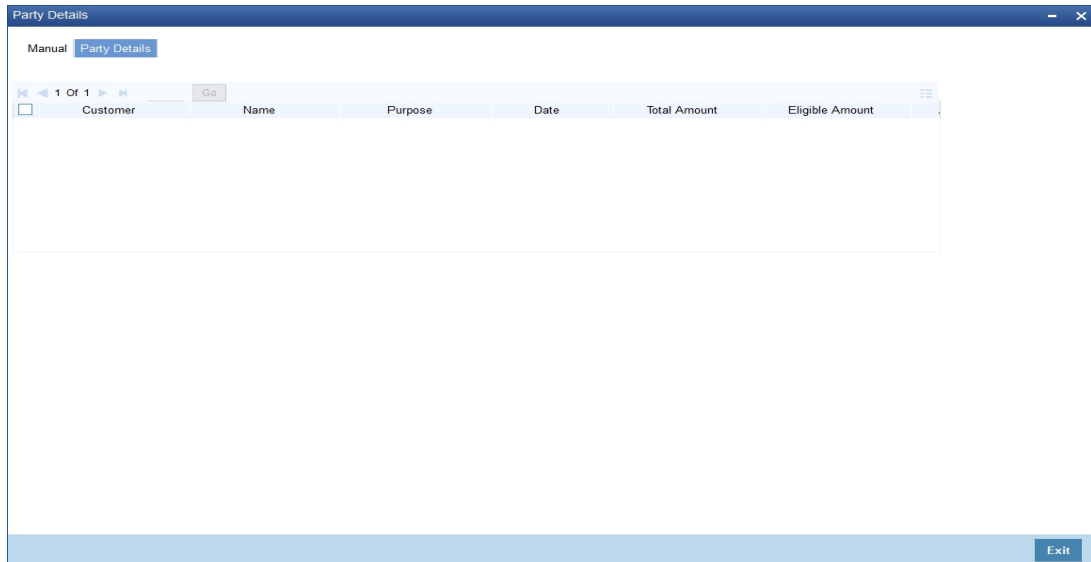 Party Details
Manual Party Details
1 Of 1 Go
Customer Name Purpose Date Total Amount Eligible Amount
Exit